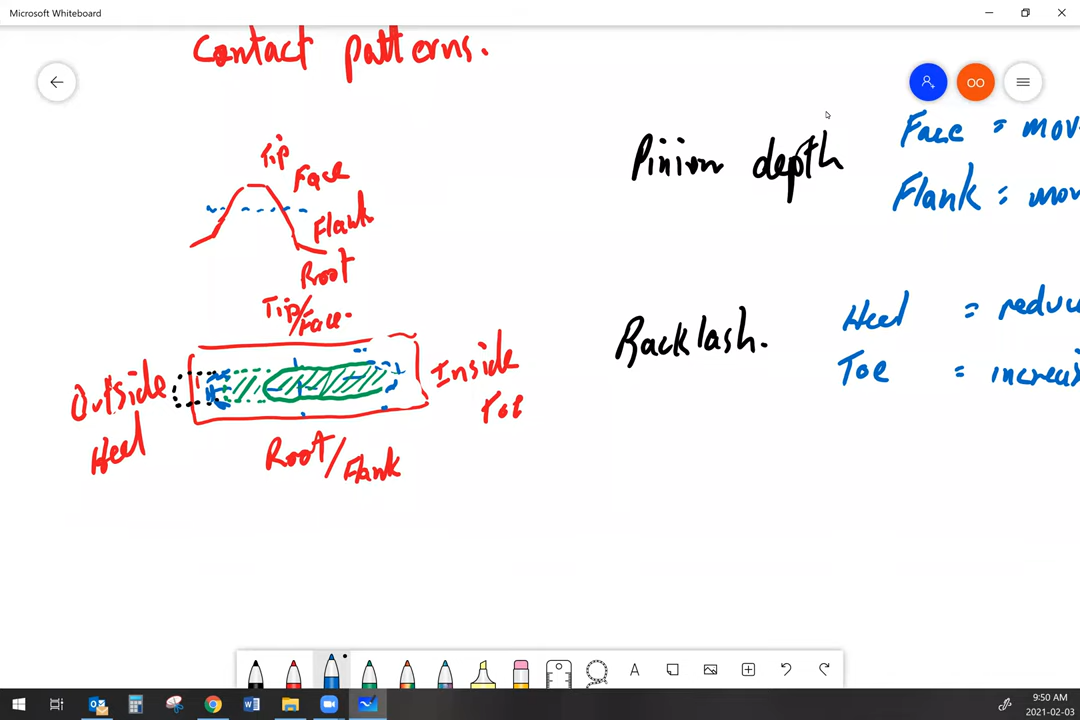 Microsoft Whiteboard
Contact patterns.
Tip
Face
Flank
Root
Tip/Face.
Outside
Heel
Inside
Toe
Root/Flank
Pinion depth
Face = mov
Flank = mov
Backlash.
Heel = reduc
Toe = increas
A
9:50 AM
2021-02-03